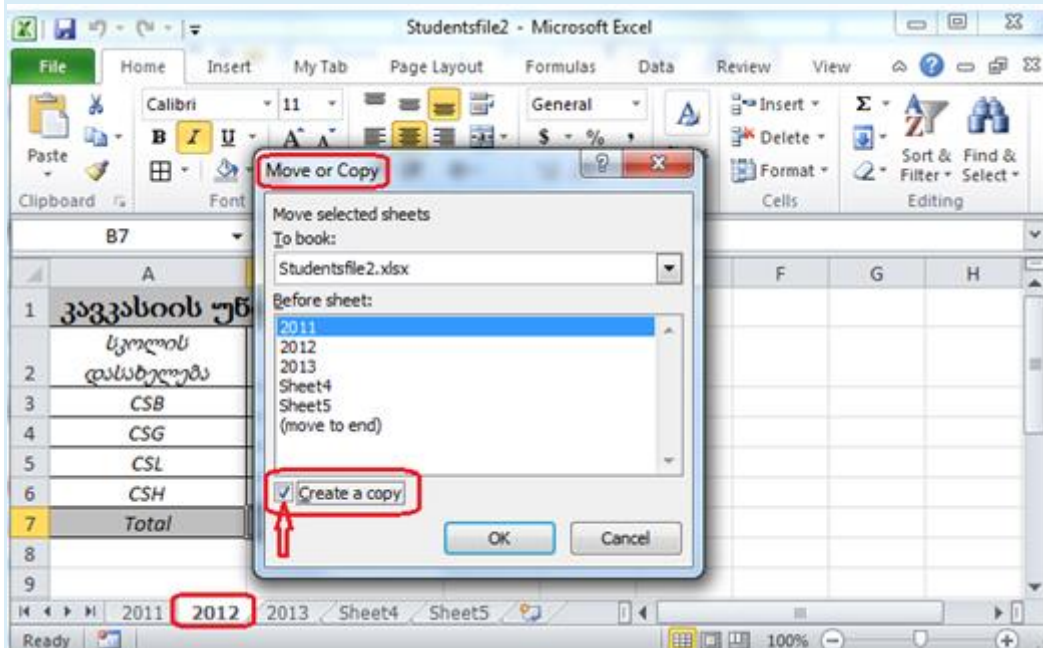 Studentsfile2 - Microsoft Excel
File Home Insert My Tab Page Layout Formulas Data Review View
Calibri 11 General Insert Σ
B I U A A $ % , A Delete
Paste Format Sort & Filter Find & Select
Clipboard Font Cells Editing
Move or Copy
Move selected sheets
To book:
Studentsfile2.xlsx
Before sheet:
2011
2012
2013
Sheet4
Sheet5
(move to end)
Create a copy
OK Cancel
B7
A F G H
1 კავკასიის
2 სკოლის
დასახელება
3 CSB
4 CSG
5 CSL
6 CSH
7 Total
8
9
2011 2012 2013 Sheet4 Sheet5
Ready 100%